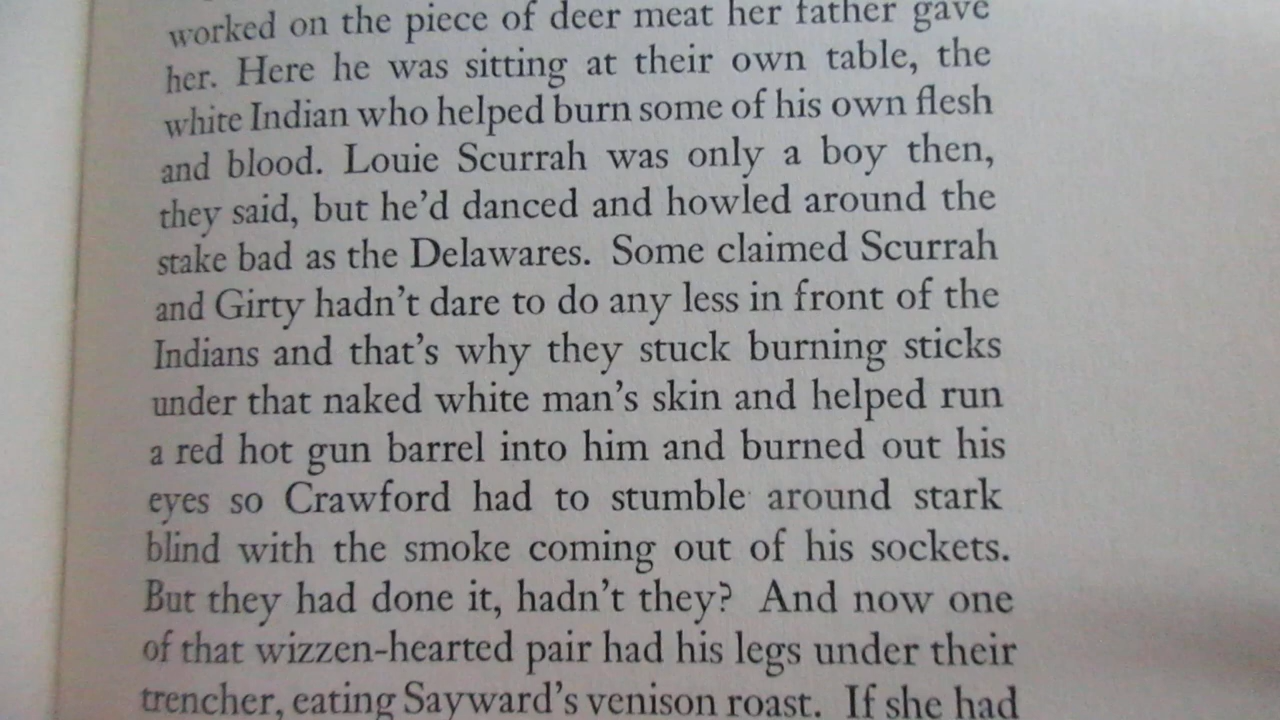 worked on the piece of deer meat her father gave
her. Here he was sitting at their own table, the
white Indian who helped burn some of his own flesh
and blood. Louie Scurrah was only a boy then,
they said, but he’d danced and howled around the
stake bad as the Delawares. Some claimed Scurrah
and Girty hadn’t dare to do any less in front of the
Indians and that’s why they stuck burning sticks
under that naked white man’s skin and helped run
a red hot gun barrel into him and burned out his
eyes so Crawford had to stumble around stark
blind with the smoke coming out of his sockets.
But they had done it, hadn’t they? And now one
of that wizzen-hearted pair had his legs under their
trencher, eating Sayward’s venison roast. If she had